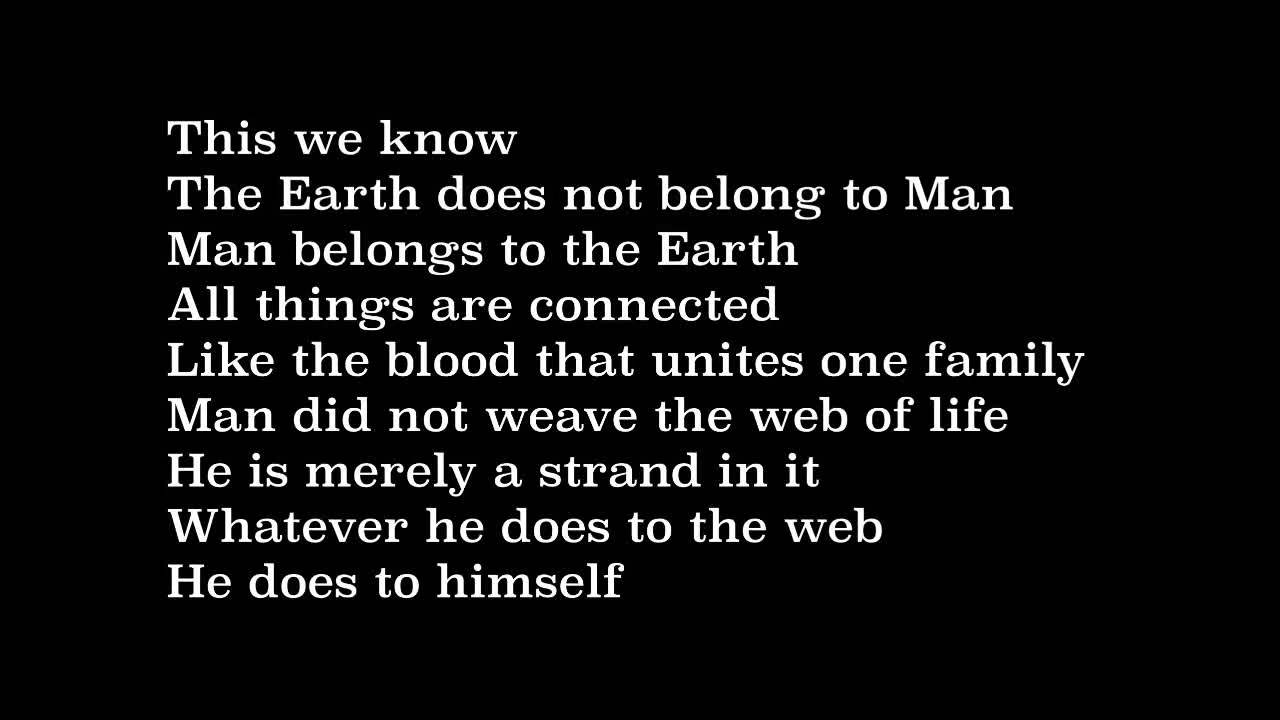 This we know
The Earth does not belong to Man
Man belongs to the Earth
All things are connected
Like the blood that unites one family
Man did not weave the web of life
He is merely a strand in it
Whatever he does to the web
He does to himself